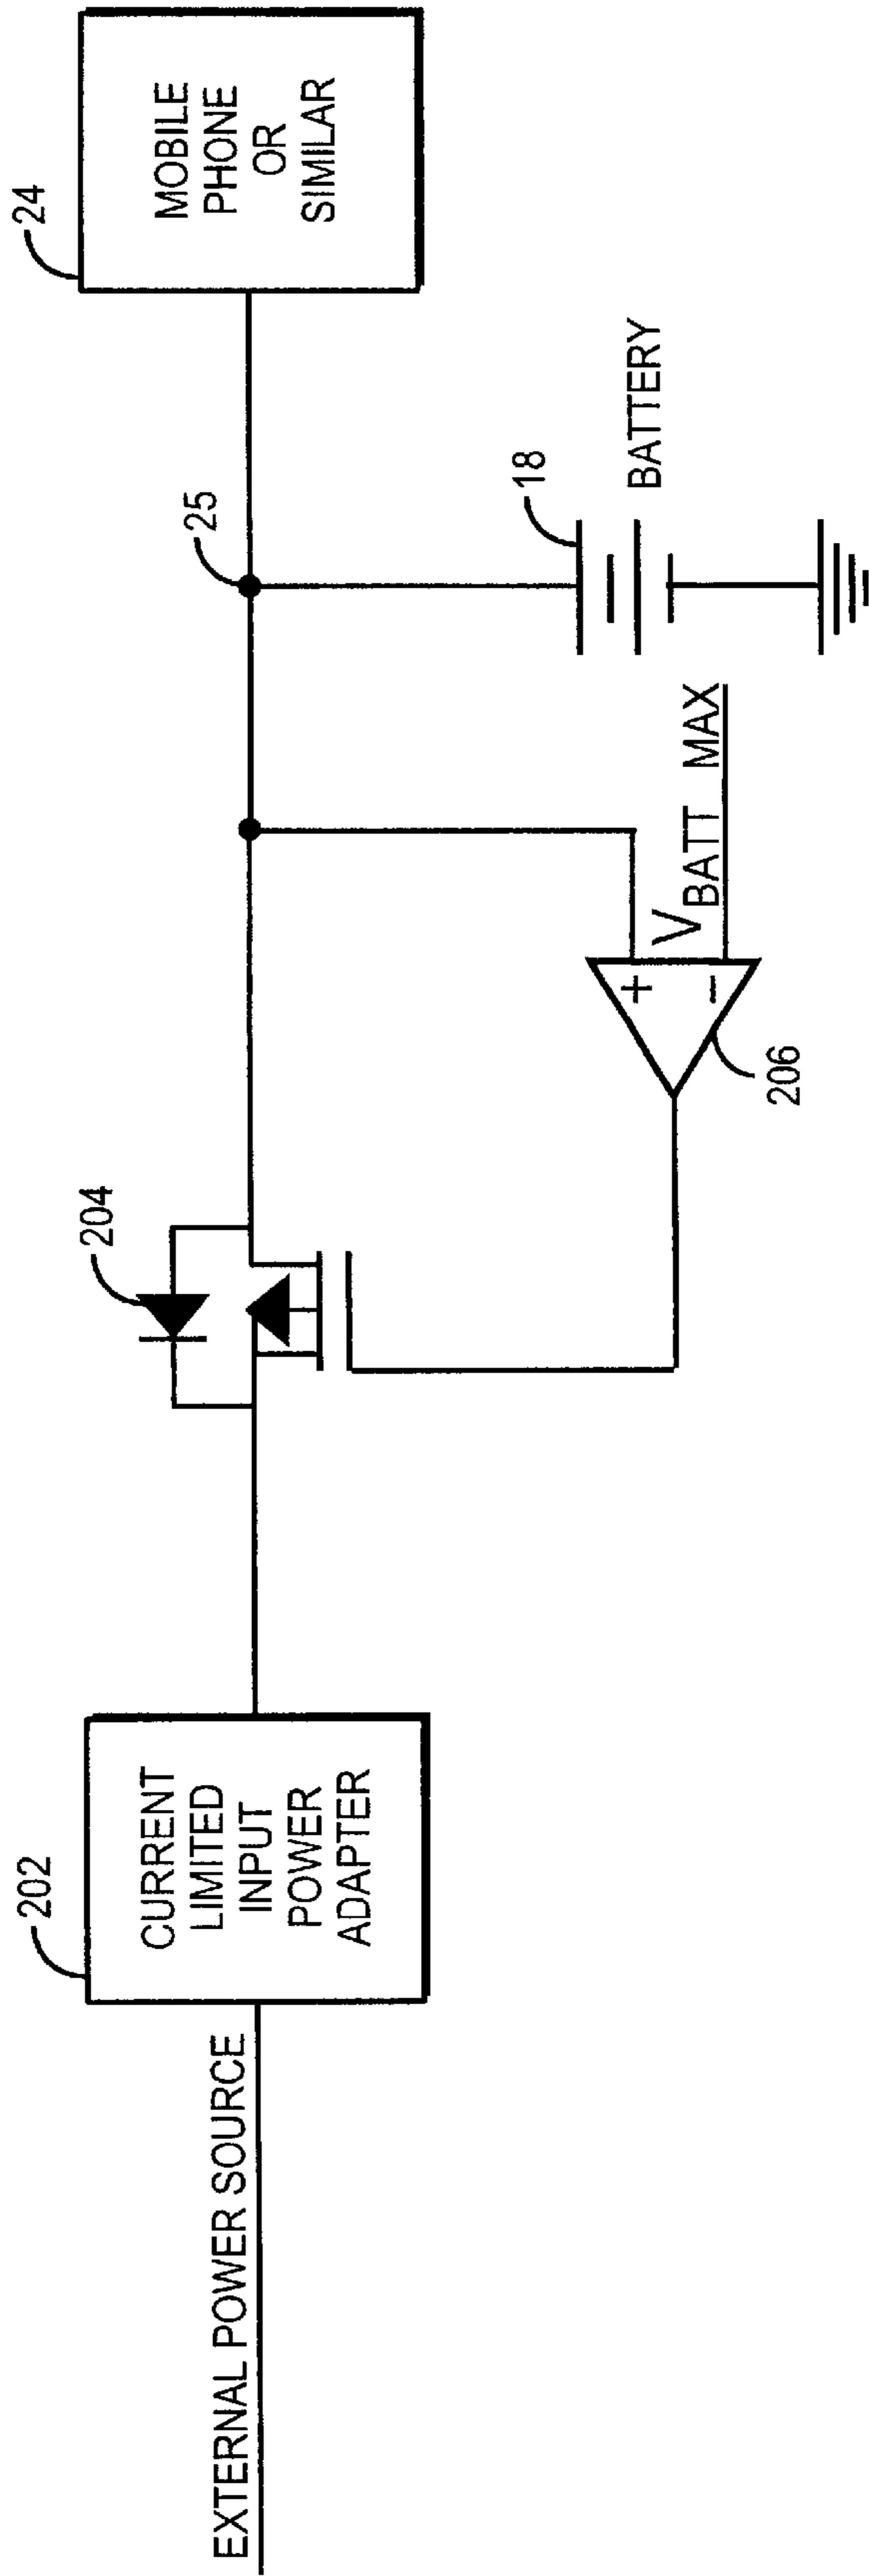 EXTERNAL POWER SOURCE
202
CURRENT
LIMITED
INPUT
POWER
ADAPTER
204
206
+
−
VBATT MAX
25
18
BATTERY
24
MOBILE
PHONE
OR
SIMILAR